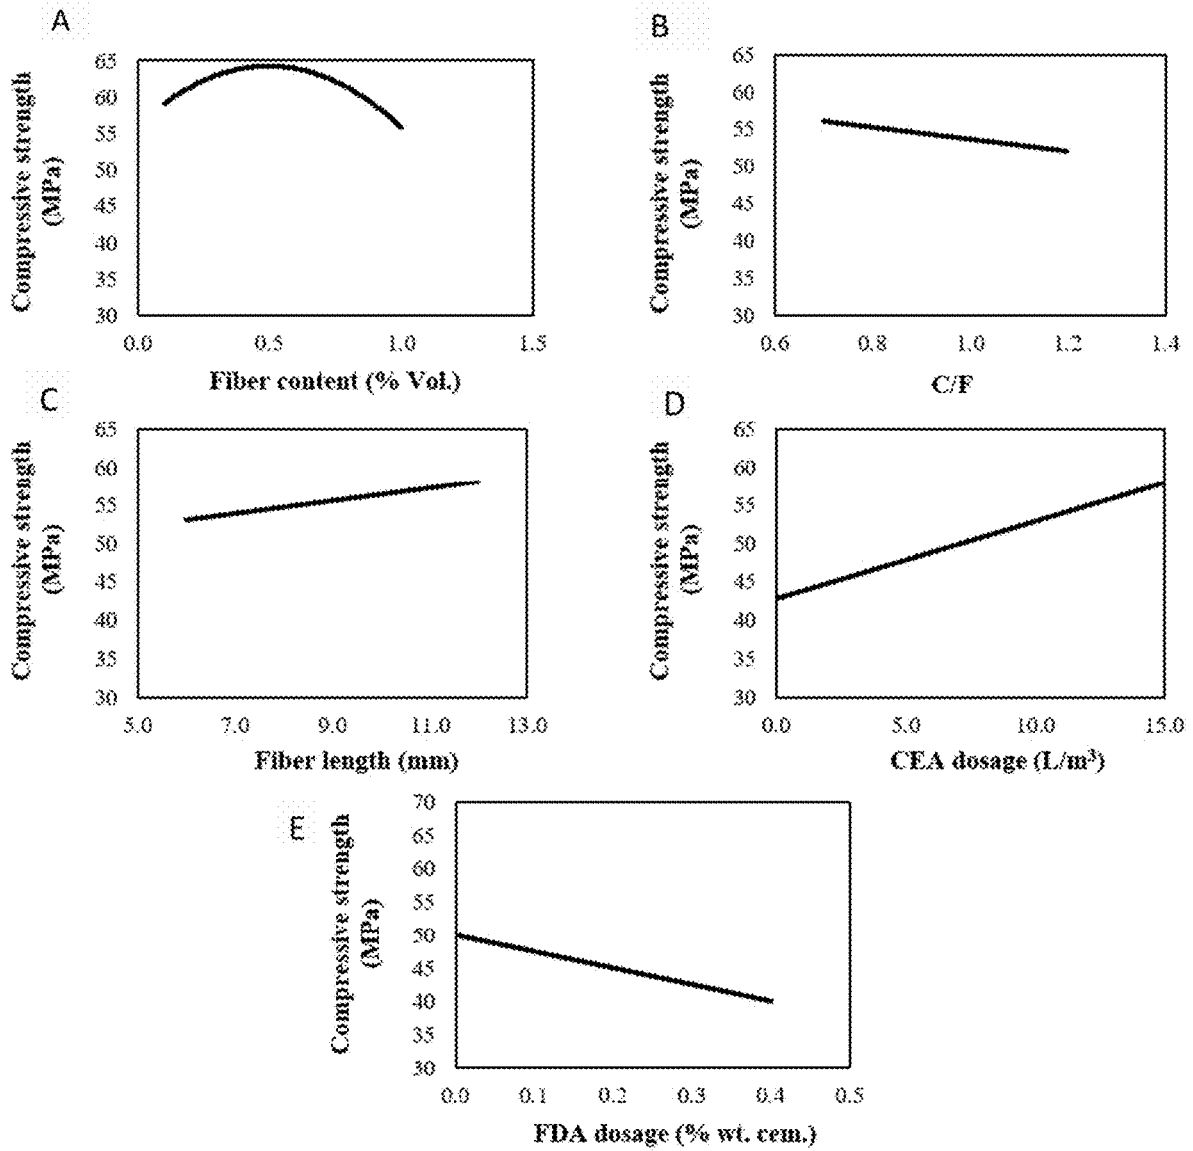 A
Compressive strength
(MPa)
65
60
55
50
45
40
35
30
0.0 0.5 1.0 1.5
Fiber content (% Vol.)
B
Compressive strength
(MPa)
65
60
55
50
45
40
35
30
0.6 0.8 1.0 1.2 1.4
C/F
C
Compressive strength
(MPa)
65
60
55
50
45
40
35
30
5.0 7.0 9.0 11.0 13.0
Fiber length (mm)
D
Compressive strength
(MPa)
65
60
55
50
45
40
35
30
0.0 5.0 10.0 15.0
CEA dosage (L/m³)
E
Compressive strength
(MPa)
70
65
60
55
50
45
40
35
30
0.0 0.1 0.2 0.3 0.4 0.5
FDA dosage (% wt. cem.)